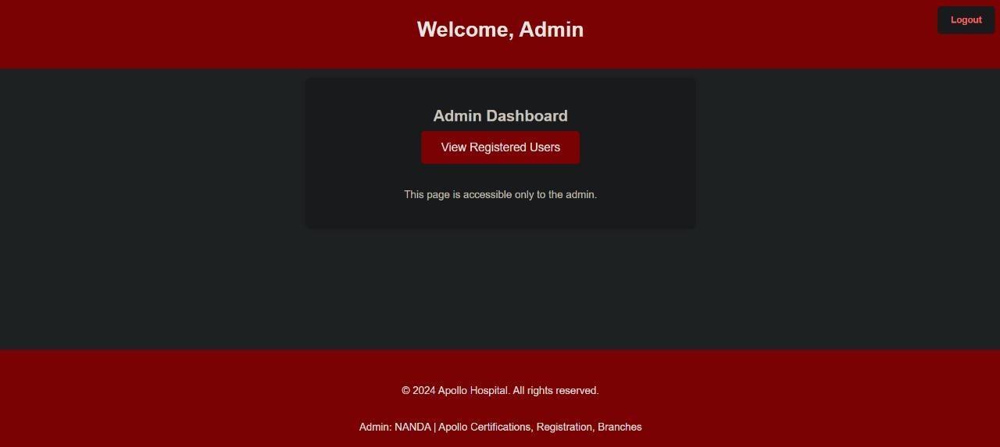 Welcome, Admin
Logout
Admin Dashboard
View Registered Users
This page is accessible only to the admin.
© 2024 Apollo Hospital. All rights reserved.
Admin: NANDA | Apollo Certifications, Registration, Branches